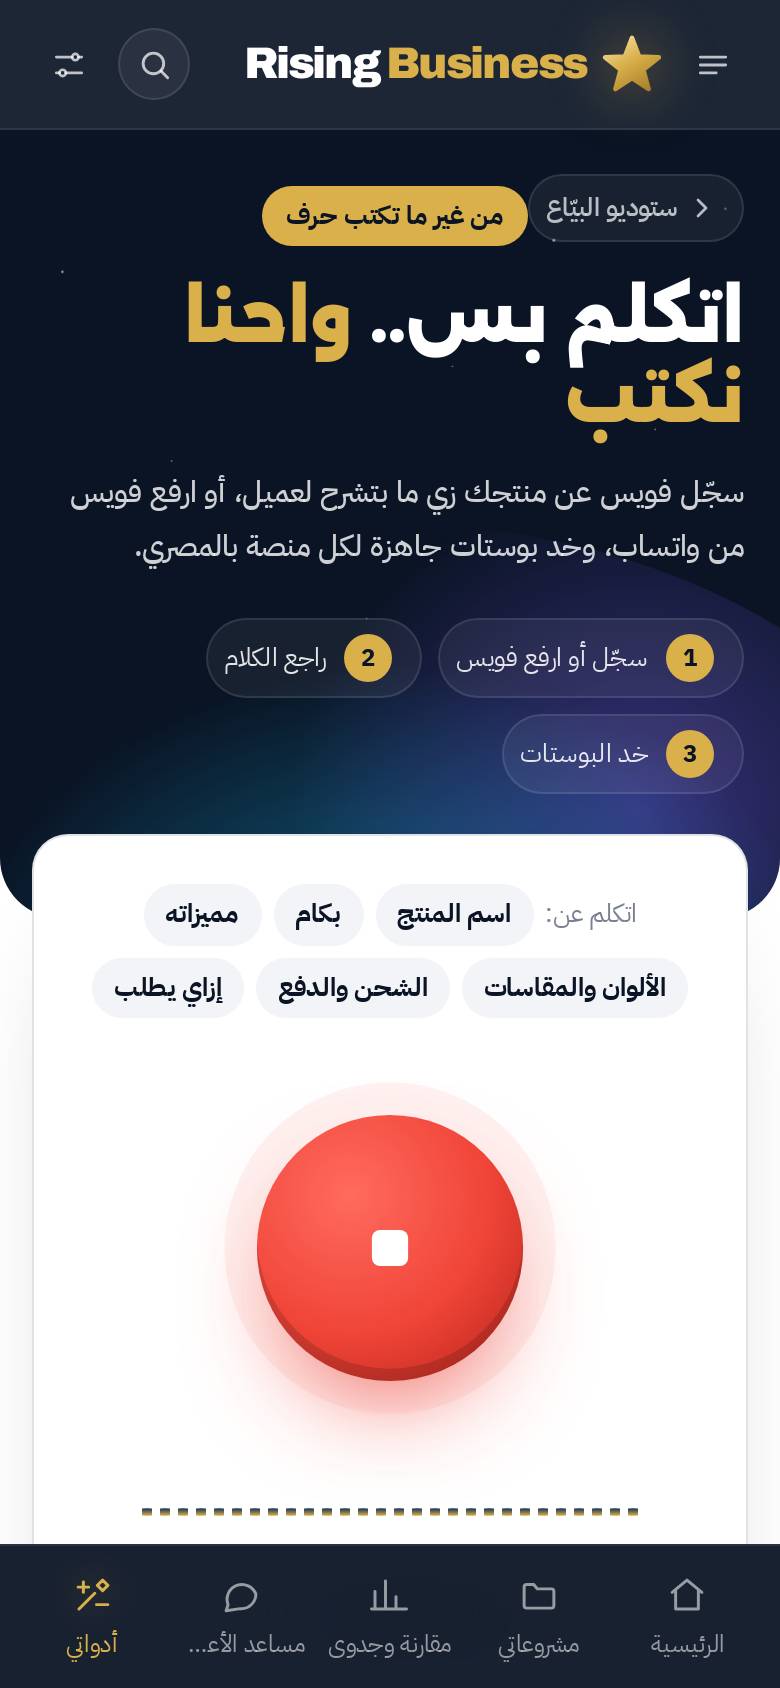 Rising Business
ستوديو البيّاع
من غير ما تكتب حرف
اتكلم بس.. واحنا
نكتب
سجّل فويس عن منتجك زي ما بتشرح لعميل، أو ارفع فويس
من واتساب، وخد بوستات جاهزة لكل منصة بالمصري.
1 سجّل أو ارفع فويس
2 راجع الكلام
3 خد البوستات
اتكلم عن: اسم المنتج بكام مميزاته
الألوان والمقاسات الشحن والدفع إزاي يطلب
الرئيسية
مشروعاتي
مقارنة وجدوى
مساعد الأع...
أدواتي